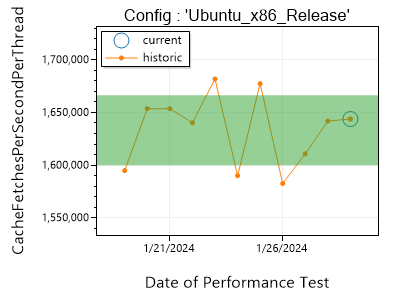 Config : 'Ubuntu_x86_Release'
CacheFetchesPerSecondPerThread
current
historic
1,700,000
1,650,000
1,600,000
1,550,000
1/21/2024
1/26/2024
Date of Performance Test